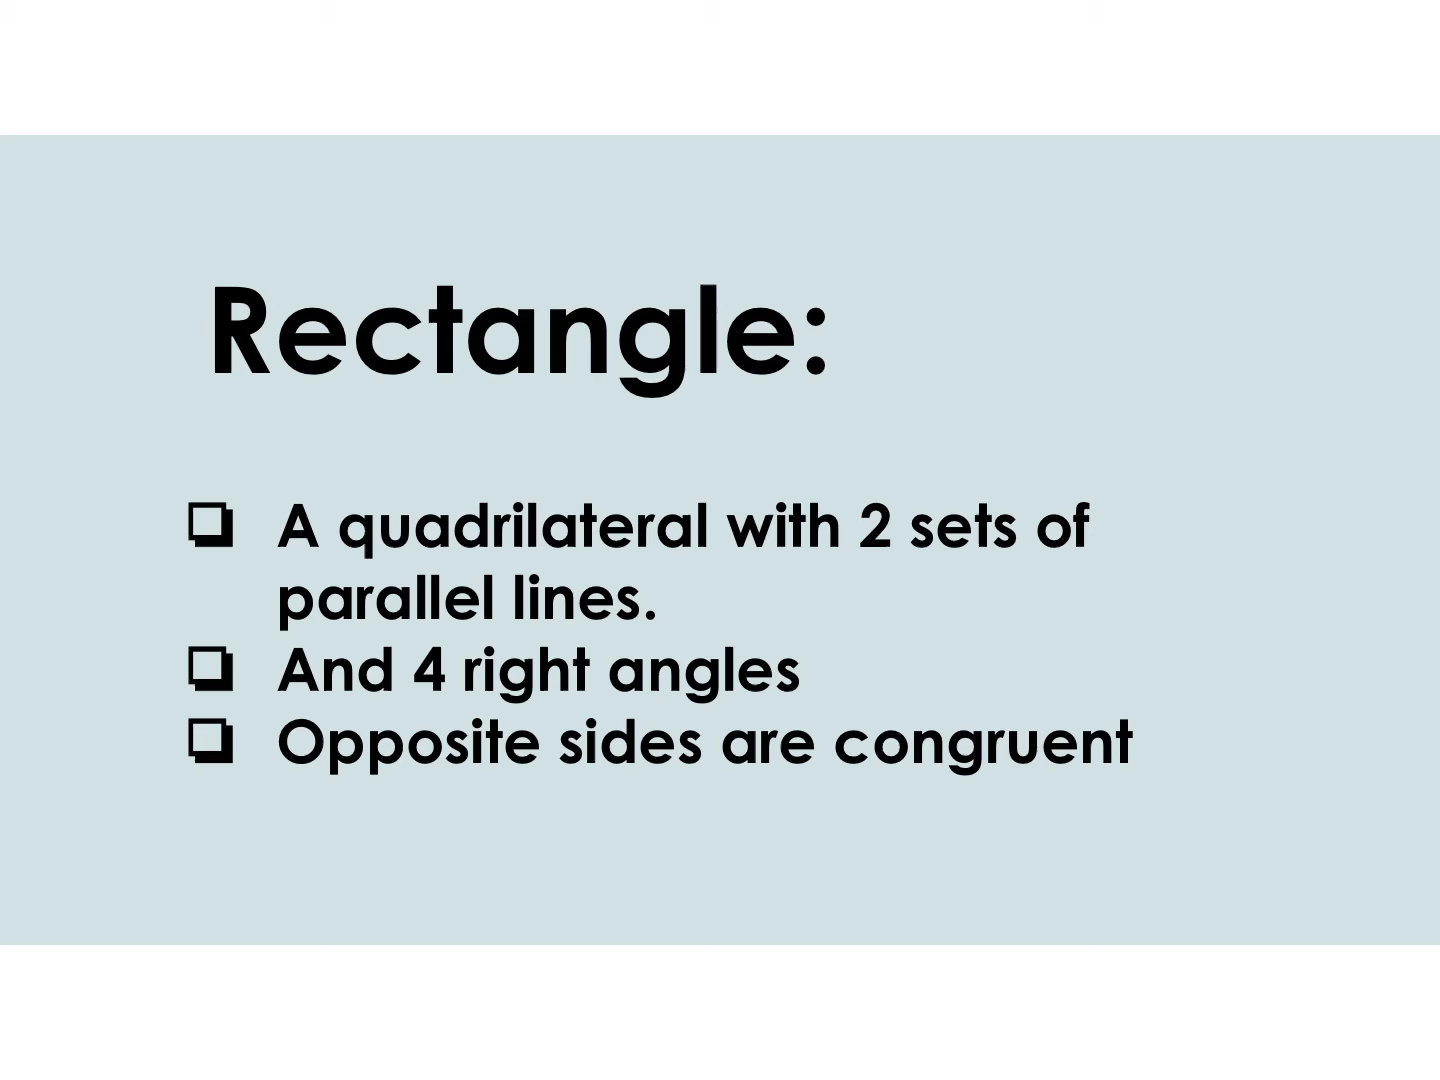 Rectangle:
❏ A quadrilateral with 2 sets of
parallel lines.
❏ And 4 right angles
❏ Opposite sides are congruent